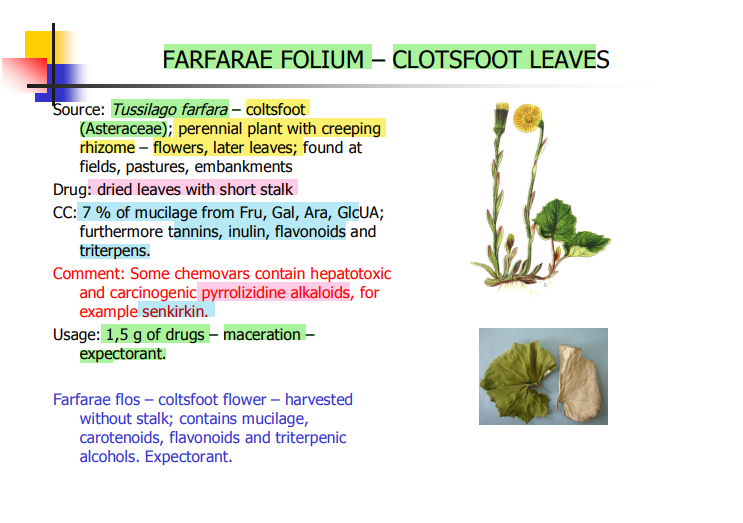 FARFARAE FOLIUM – CLOTSFOOT LEAVES
Source: Tussilago farfara – coltsfoot
(Asteraceae); perennial plant with creeping
rhizome – flowers, later leaves; found at
fields, pastures, embankments
Drug: dried leaves with short stalk
CC: 7 % of mucilage from Fru, Gal, Ara, GlcUA;
furthermore tannins, inulin, flavonoids and
triterpens.
Comment: Some chemovars contain hepatotoxic
and carcinogenic pyrrolizidine alkaloids, for
example senkirkin.
Usage: 1,5 g of drugs – maceration –
expectorant.
Farfarae flos – coltsfoot flower – harvested
without stalk; contains mucilage,
carotenoids, flavonoids and triterpenic
alcohols. Expectorant.